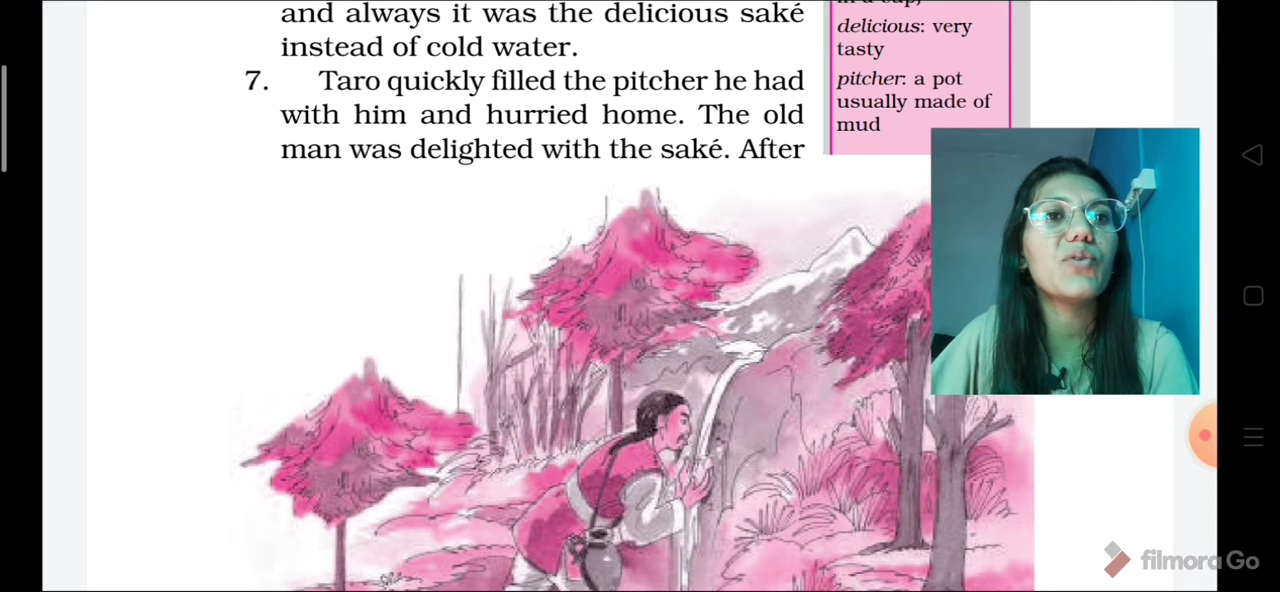 and always it was the delicious saké
instead of cold water.
7. Taro quickly filled the pitcher he had
with him and hurried home. The old
man was delighted with the saké. After
delicious: very
tasty
pitcher: a pot
usually made of
mud
filmoraGo